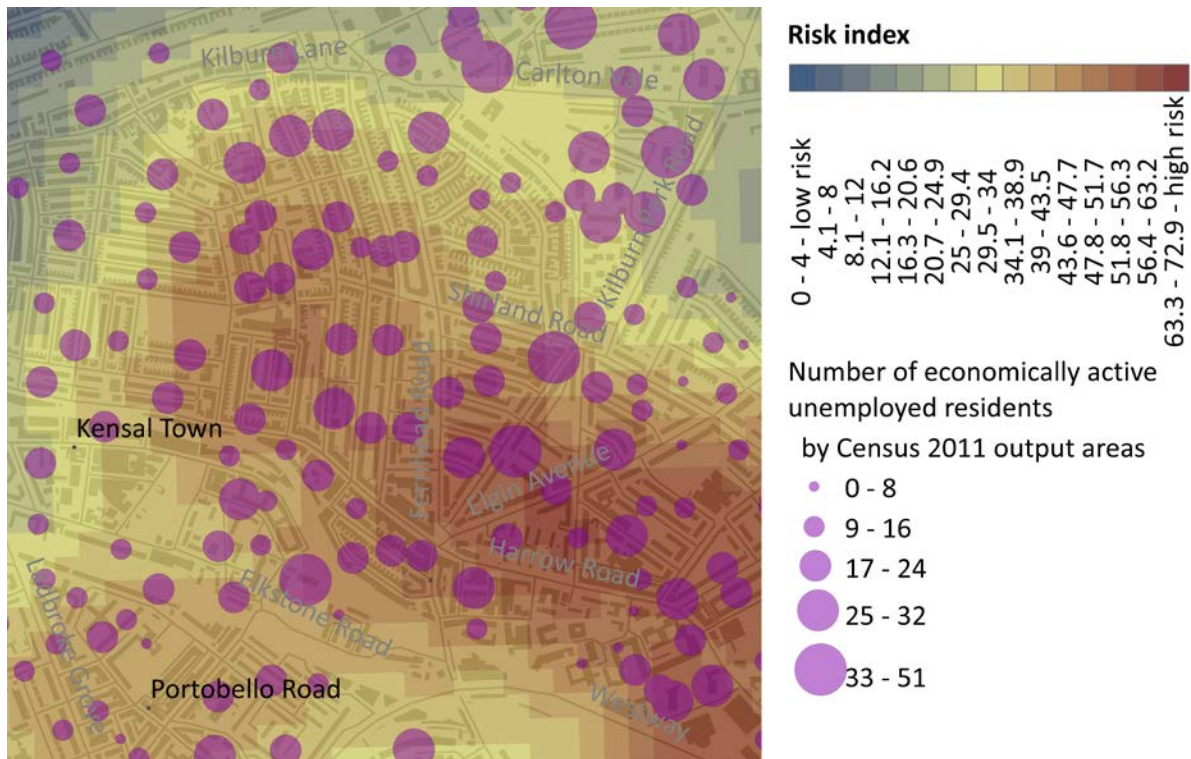 Kilburn Lane
Carlton Vale
Kilburn Park Road
Shirland Road
Fernhead Road
Kensal Town
Elgin Avenue
Harrow Road
Elkstone Road
Ladbroke Grove
Portobello Road
Westway
Risk index
0 - 4 - low risk
4.1 - 8
8.1 - 12
12.1 - 16.2
16.3 - 20.6
20.7 - 24.9
25 - 29.4
29.5 - 34
34.1 - 38.9
39 - 43.5
43.6 - 47.7
47.8 - 51.7
51.8 - 56.3
56.4 - 63.2
63.3 - 72.9 - high risk
Number of economically active
unemployed residents
by Census 2011 output areas
0 - 8
9 - 16
17 - 24
25 - 32
33 - 51